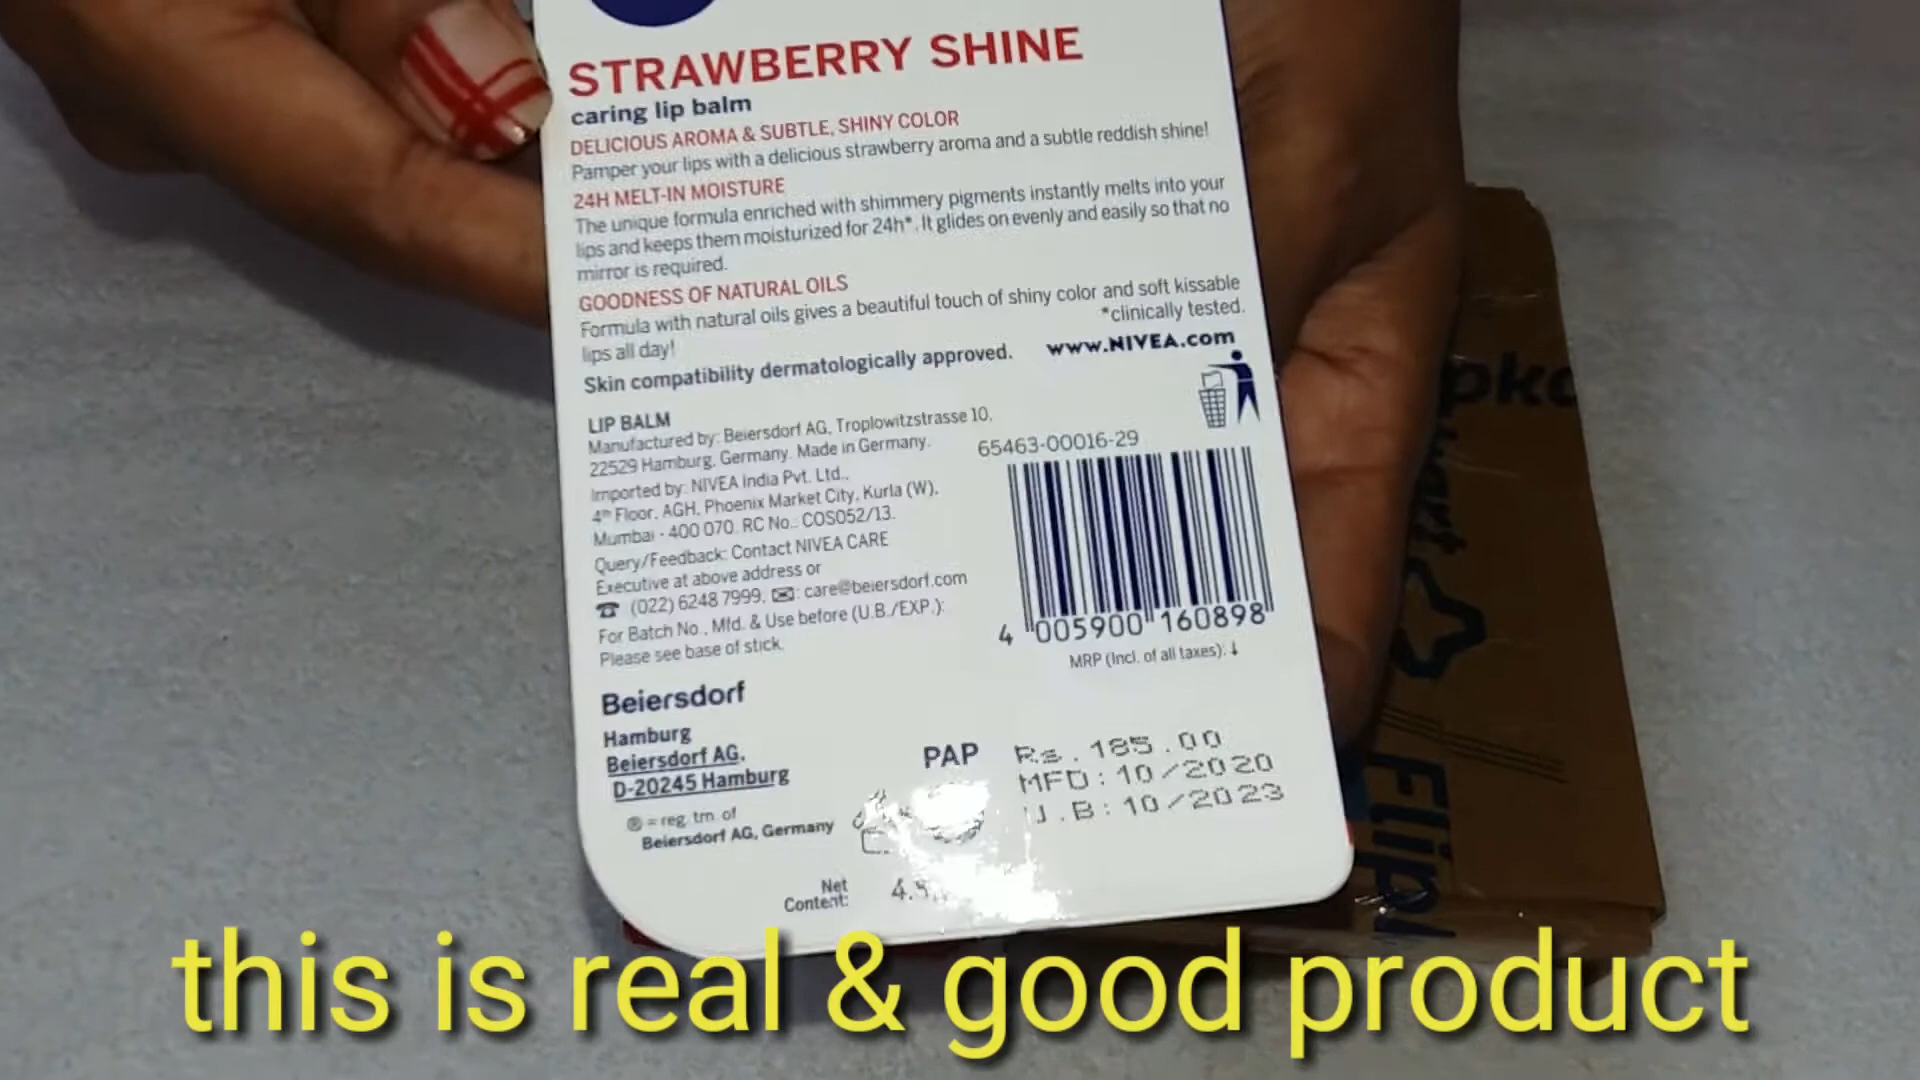 STRAWBERRY SHINE
caring lip balm
DELICIOUS AROMA & SUBTLE, SHINY COLOR
Pamper your lips with a delicious strawberry aroma and a subtle reddish shine!
24H MELT-IN MOISTURE
The unique formula enriched with shimmery pigments instantly melts into your
lips and keeps them moisturized for 24h*. It glides on evenly and easily so that no
mirror is required.
GOODNESS OF NATURAL OILS
Formula with natural oils gives a beautiful touch of shiny color and soft kissable
lips all day!
*clinically tested.
Skin compatibility dermatologically approved.
www.NIVEA.com
LIP BALM
Manufactured by: Beiersdorf AG, Troplowitzstrasse 10,
22529 Hamburg, Germany. Made in Germany.
Imported by: NIVEA India Pvt. Ltd.,
4th Floor, AGH, Phoenix Market City, Kurla (W),
Mumbai - 400 070. RC No.: COS052/13.
Query/Feedback: Contact NIVEA CARE
Executive at above address or
(022) 6248 7999, : care@beiersdorf.com
For Batch No., Mfd. & Use before (U.B./EXP.):
Please see base of stick.
65463-00016-29
4 005900 160898
MRP (Incl. of all taxes): ↓
Beiersdorf
Hamburg
Beiersdorf AG,
D-20245 Hamburg
® = reg. tm. of
Beiersdorf AG, Germany
PAP
Rs. 185.00
MFD: 10/2020
U.B: 10/2023
Net
Content:
this is real & good product